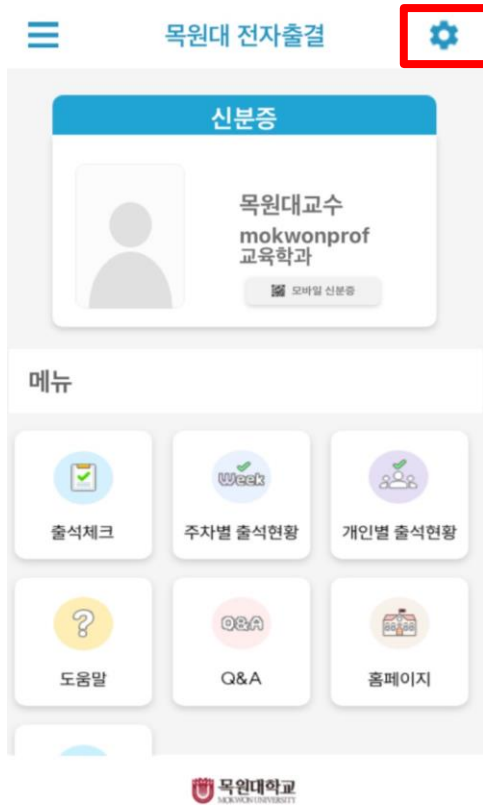 목원대 전자출결
신분증
목원대교수
mokwonprof
교육학과
모바일 신분증
메뉴
출석체크
Week
주차별 출석현황
개인별 출석현황
?
도움말
Q&A
Q&A
홈페이지
목원대학교
MOKWON UNIVERSITY